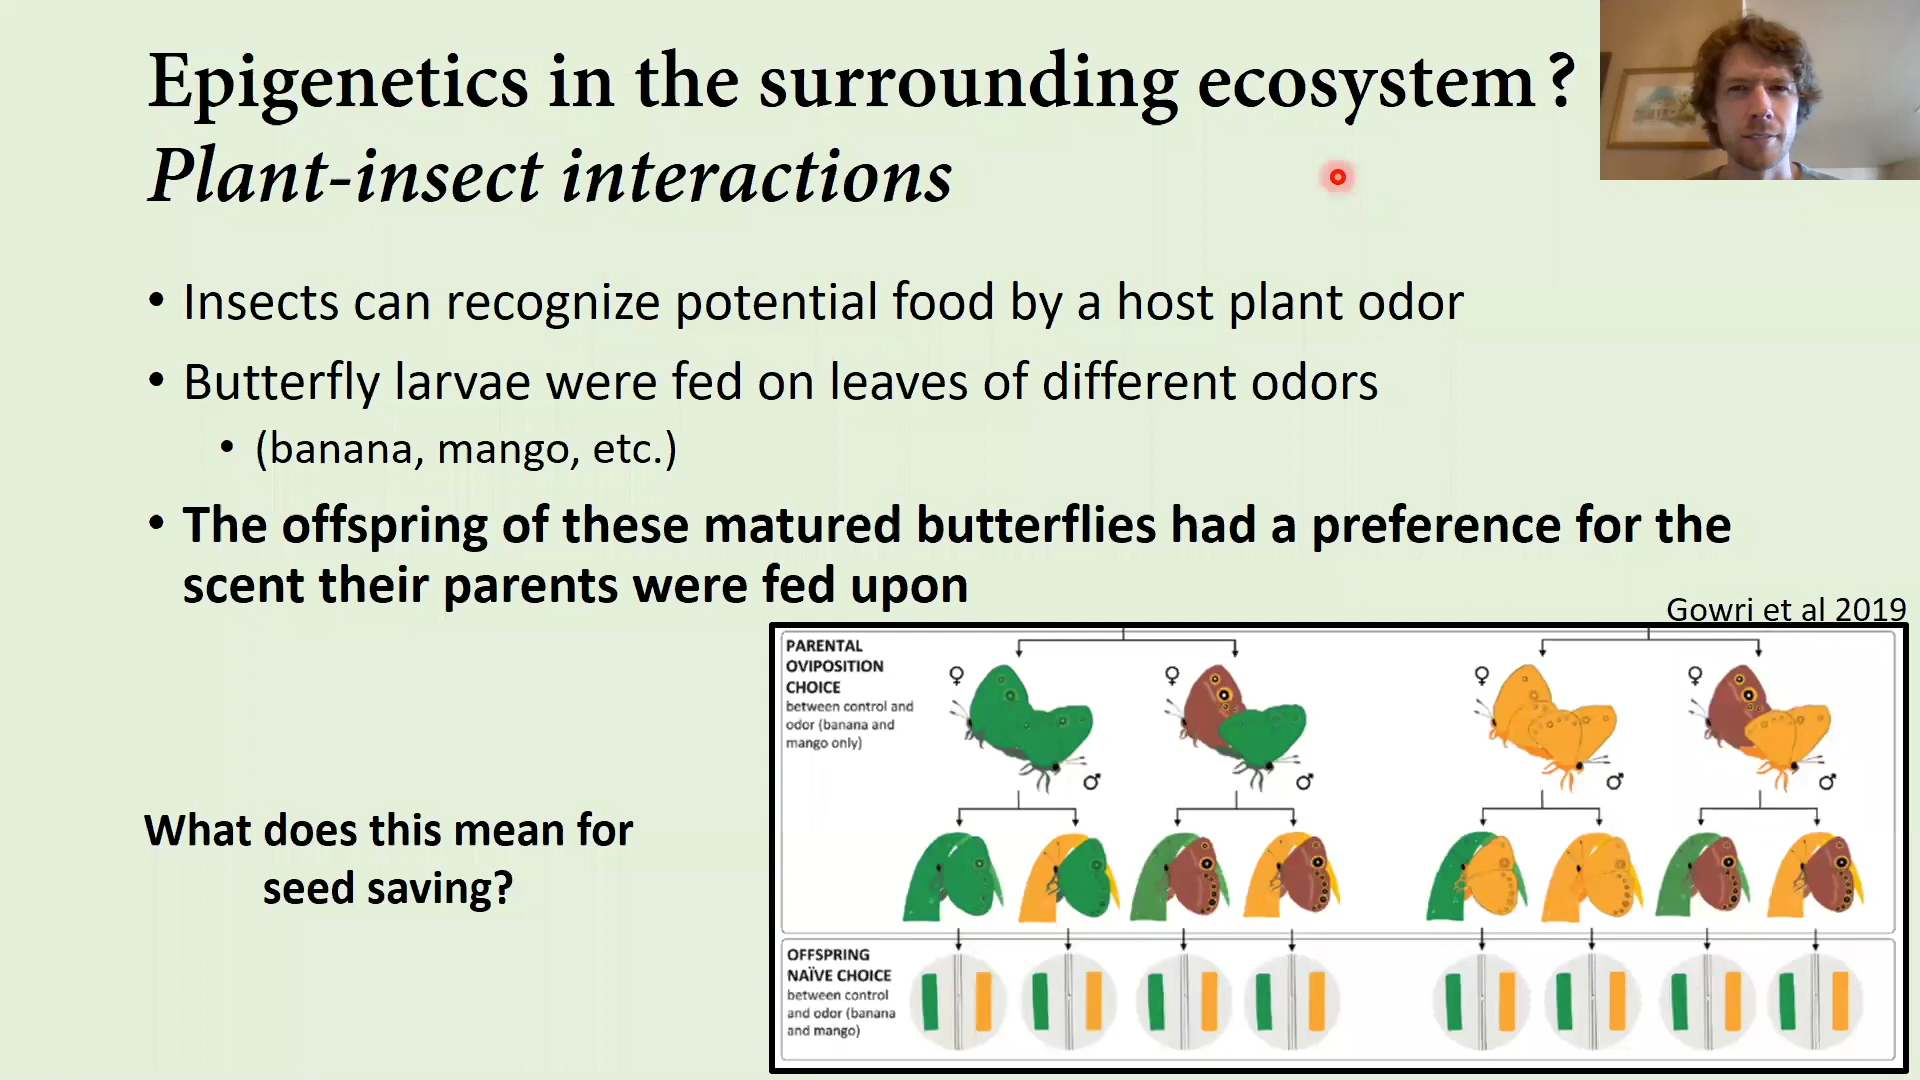 Epigenetics in the surrounding ecosystem?
Plant-insect interactions
• Insects can recognize potential food by a host plant odor
• Butterfly larvae were fed on leaves of different odors
• (banana, mango, etc.)
• The offspring of these matured butterflies had a preference for the
scent their parents were fed upon
Gowri et al 2019
What does this mean for
seed saving?
PARENTAL
OVIPOSITION
CHOICE
between control and
odor (banana and
mango only)
♀ ♀ ♀ ♀
♂ ♂ ♂ ♂
OFFSPRING
NAÏVE CHOICE
between control
and odor (banana
and mango)